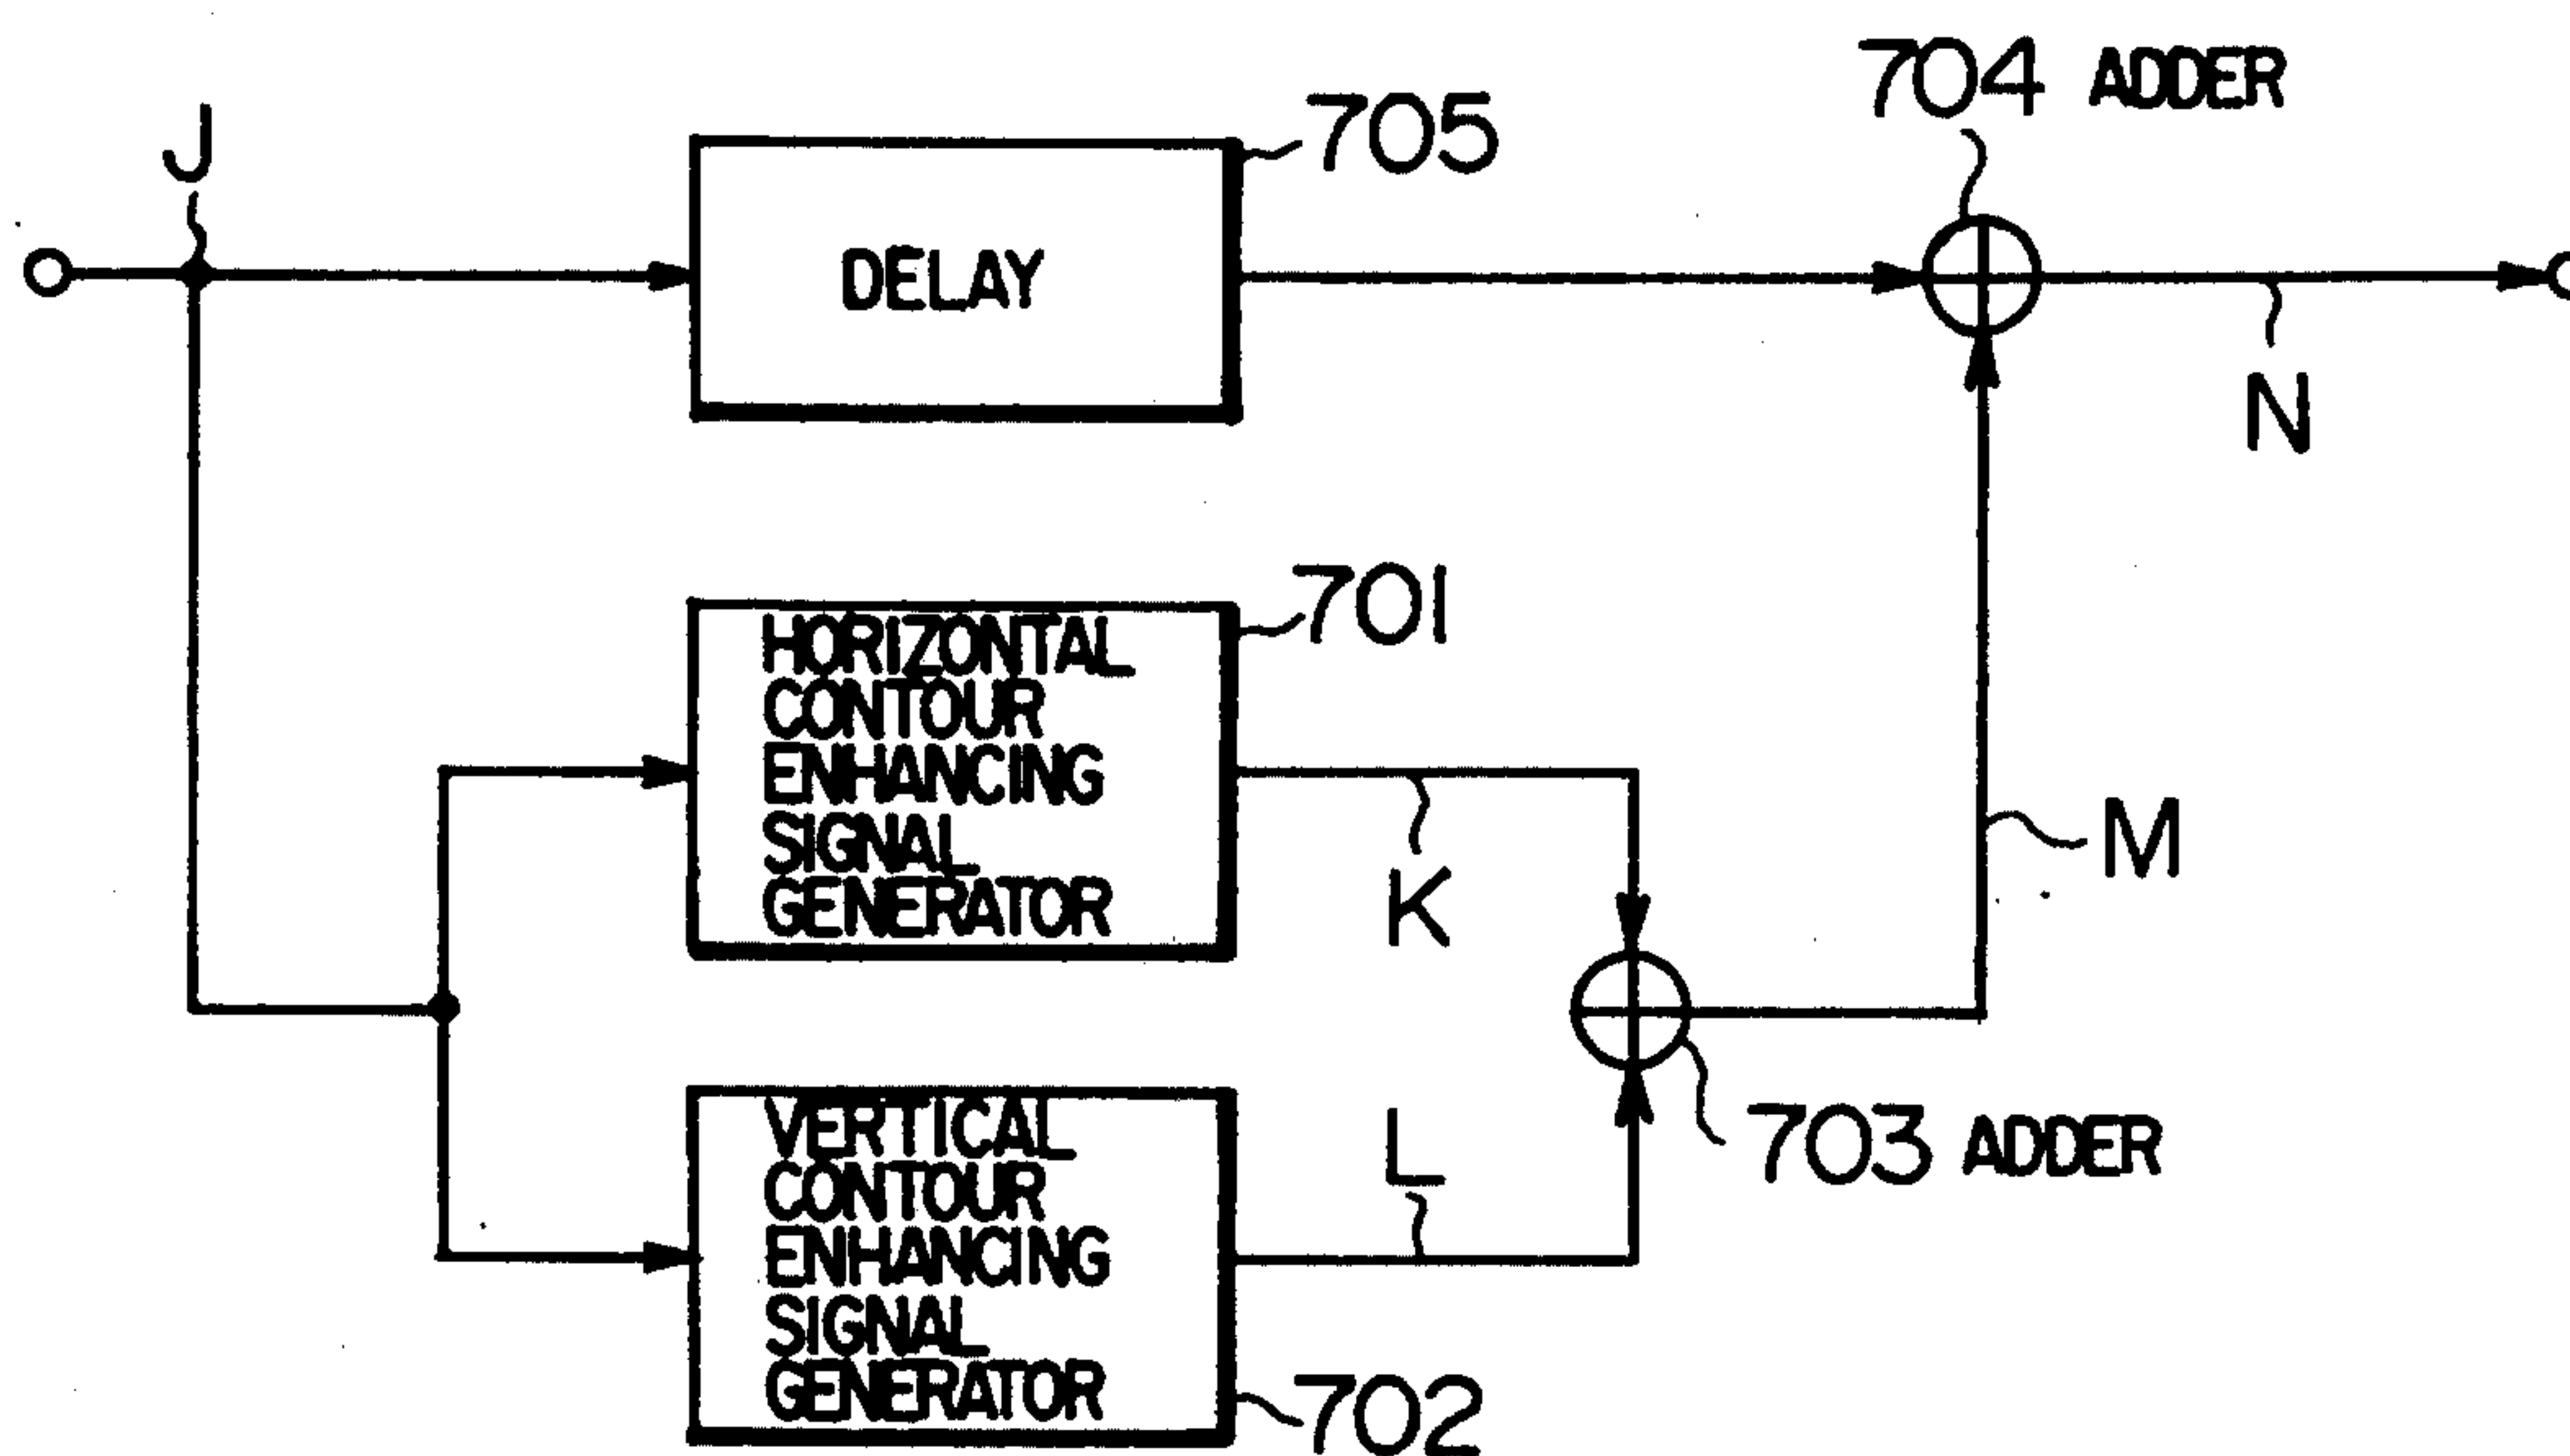 704 ADDER
J
705
DELAY
N
701
HORIZONTAL
CONTOUR
ENHANCING
SIGNAL
GENERATOR
K
M
703 ADDER
L
VERTICAL
CONTOUR
ENHANCING
SIGNAL
GENERATOR
702